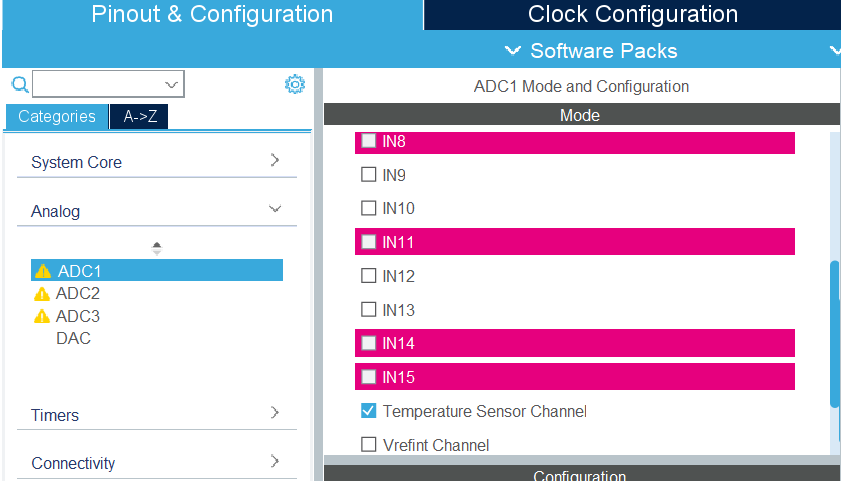 Pinout & Configuration
Clock Configuration
Software Packs
Categories
A->Z
System Core
Analog
ADC1
ADC2
ADC3
DAC
Timers
Connectivity
ADC1 Mode and Configuration
Mode
IN8
IN9
IN10
IN11
IN12
IN13
IN14
IN15
Temperature Sensor Channel
Vrefint Channel
Configuration